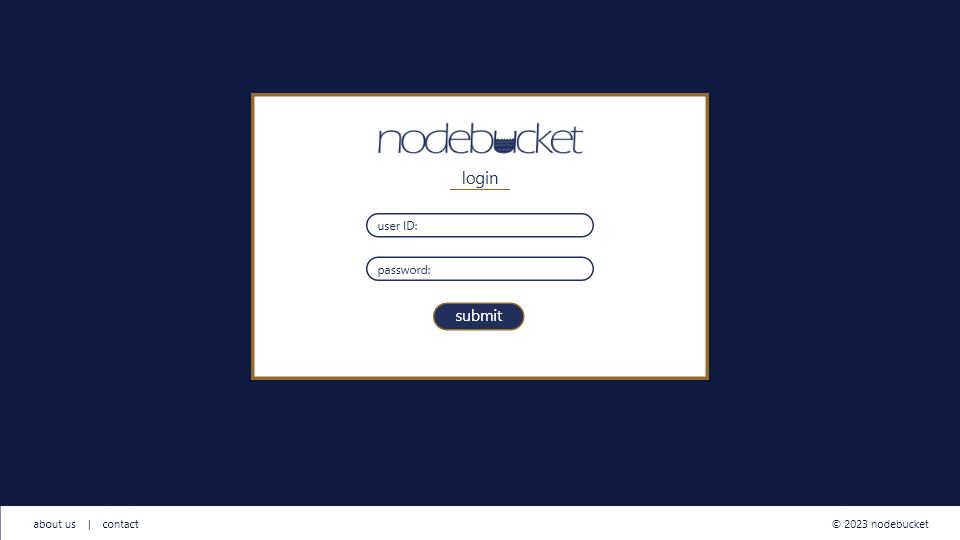 nodebucket
login
user ID:
password:
submit
about us | contact
© 2023 nodebucket